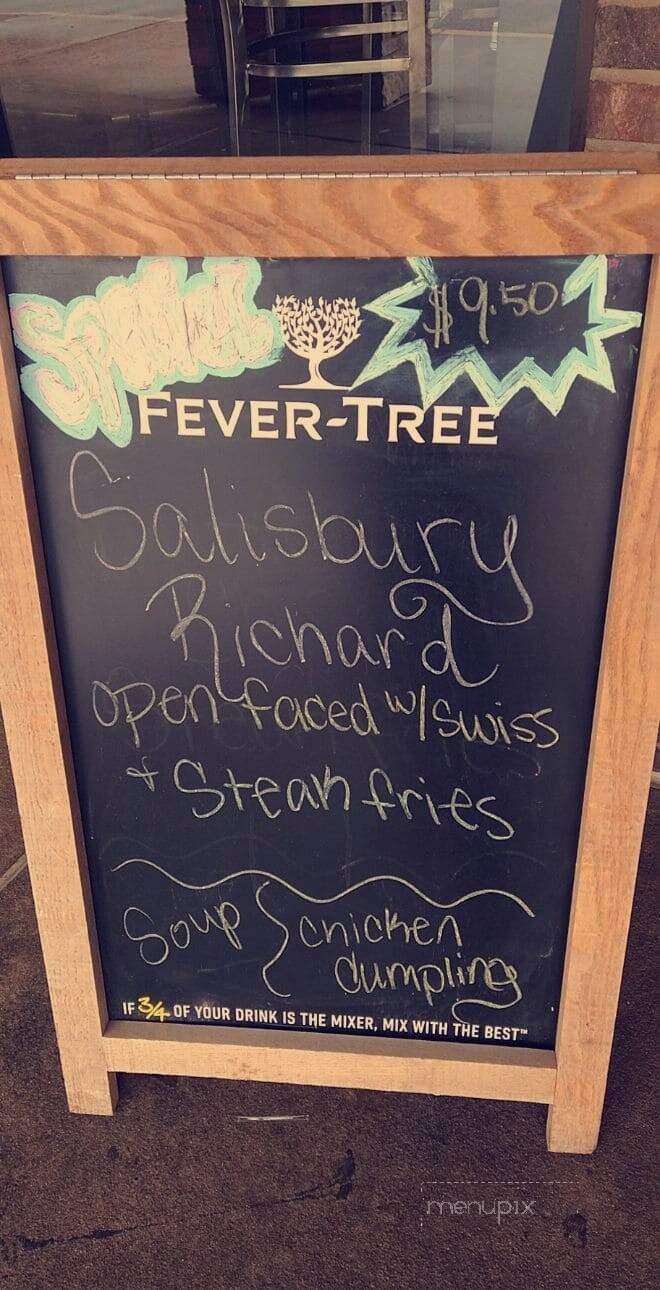 Special
$9.50
FEVER-TREE
Salisbury
Richard
open faced w/ swiss
+ Steak fries
Soup { chicken
dumpling
IF 3/4 OF YOUR DRINK IS THE MIXER, MIX WITH THE BEST™
menupix